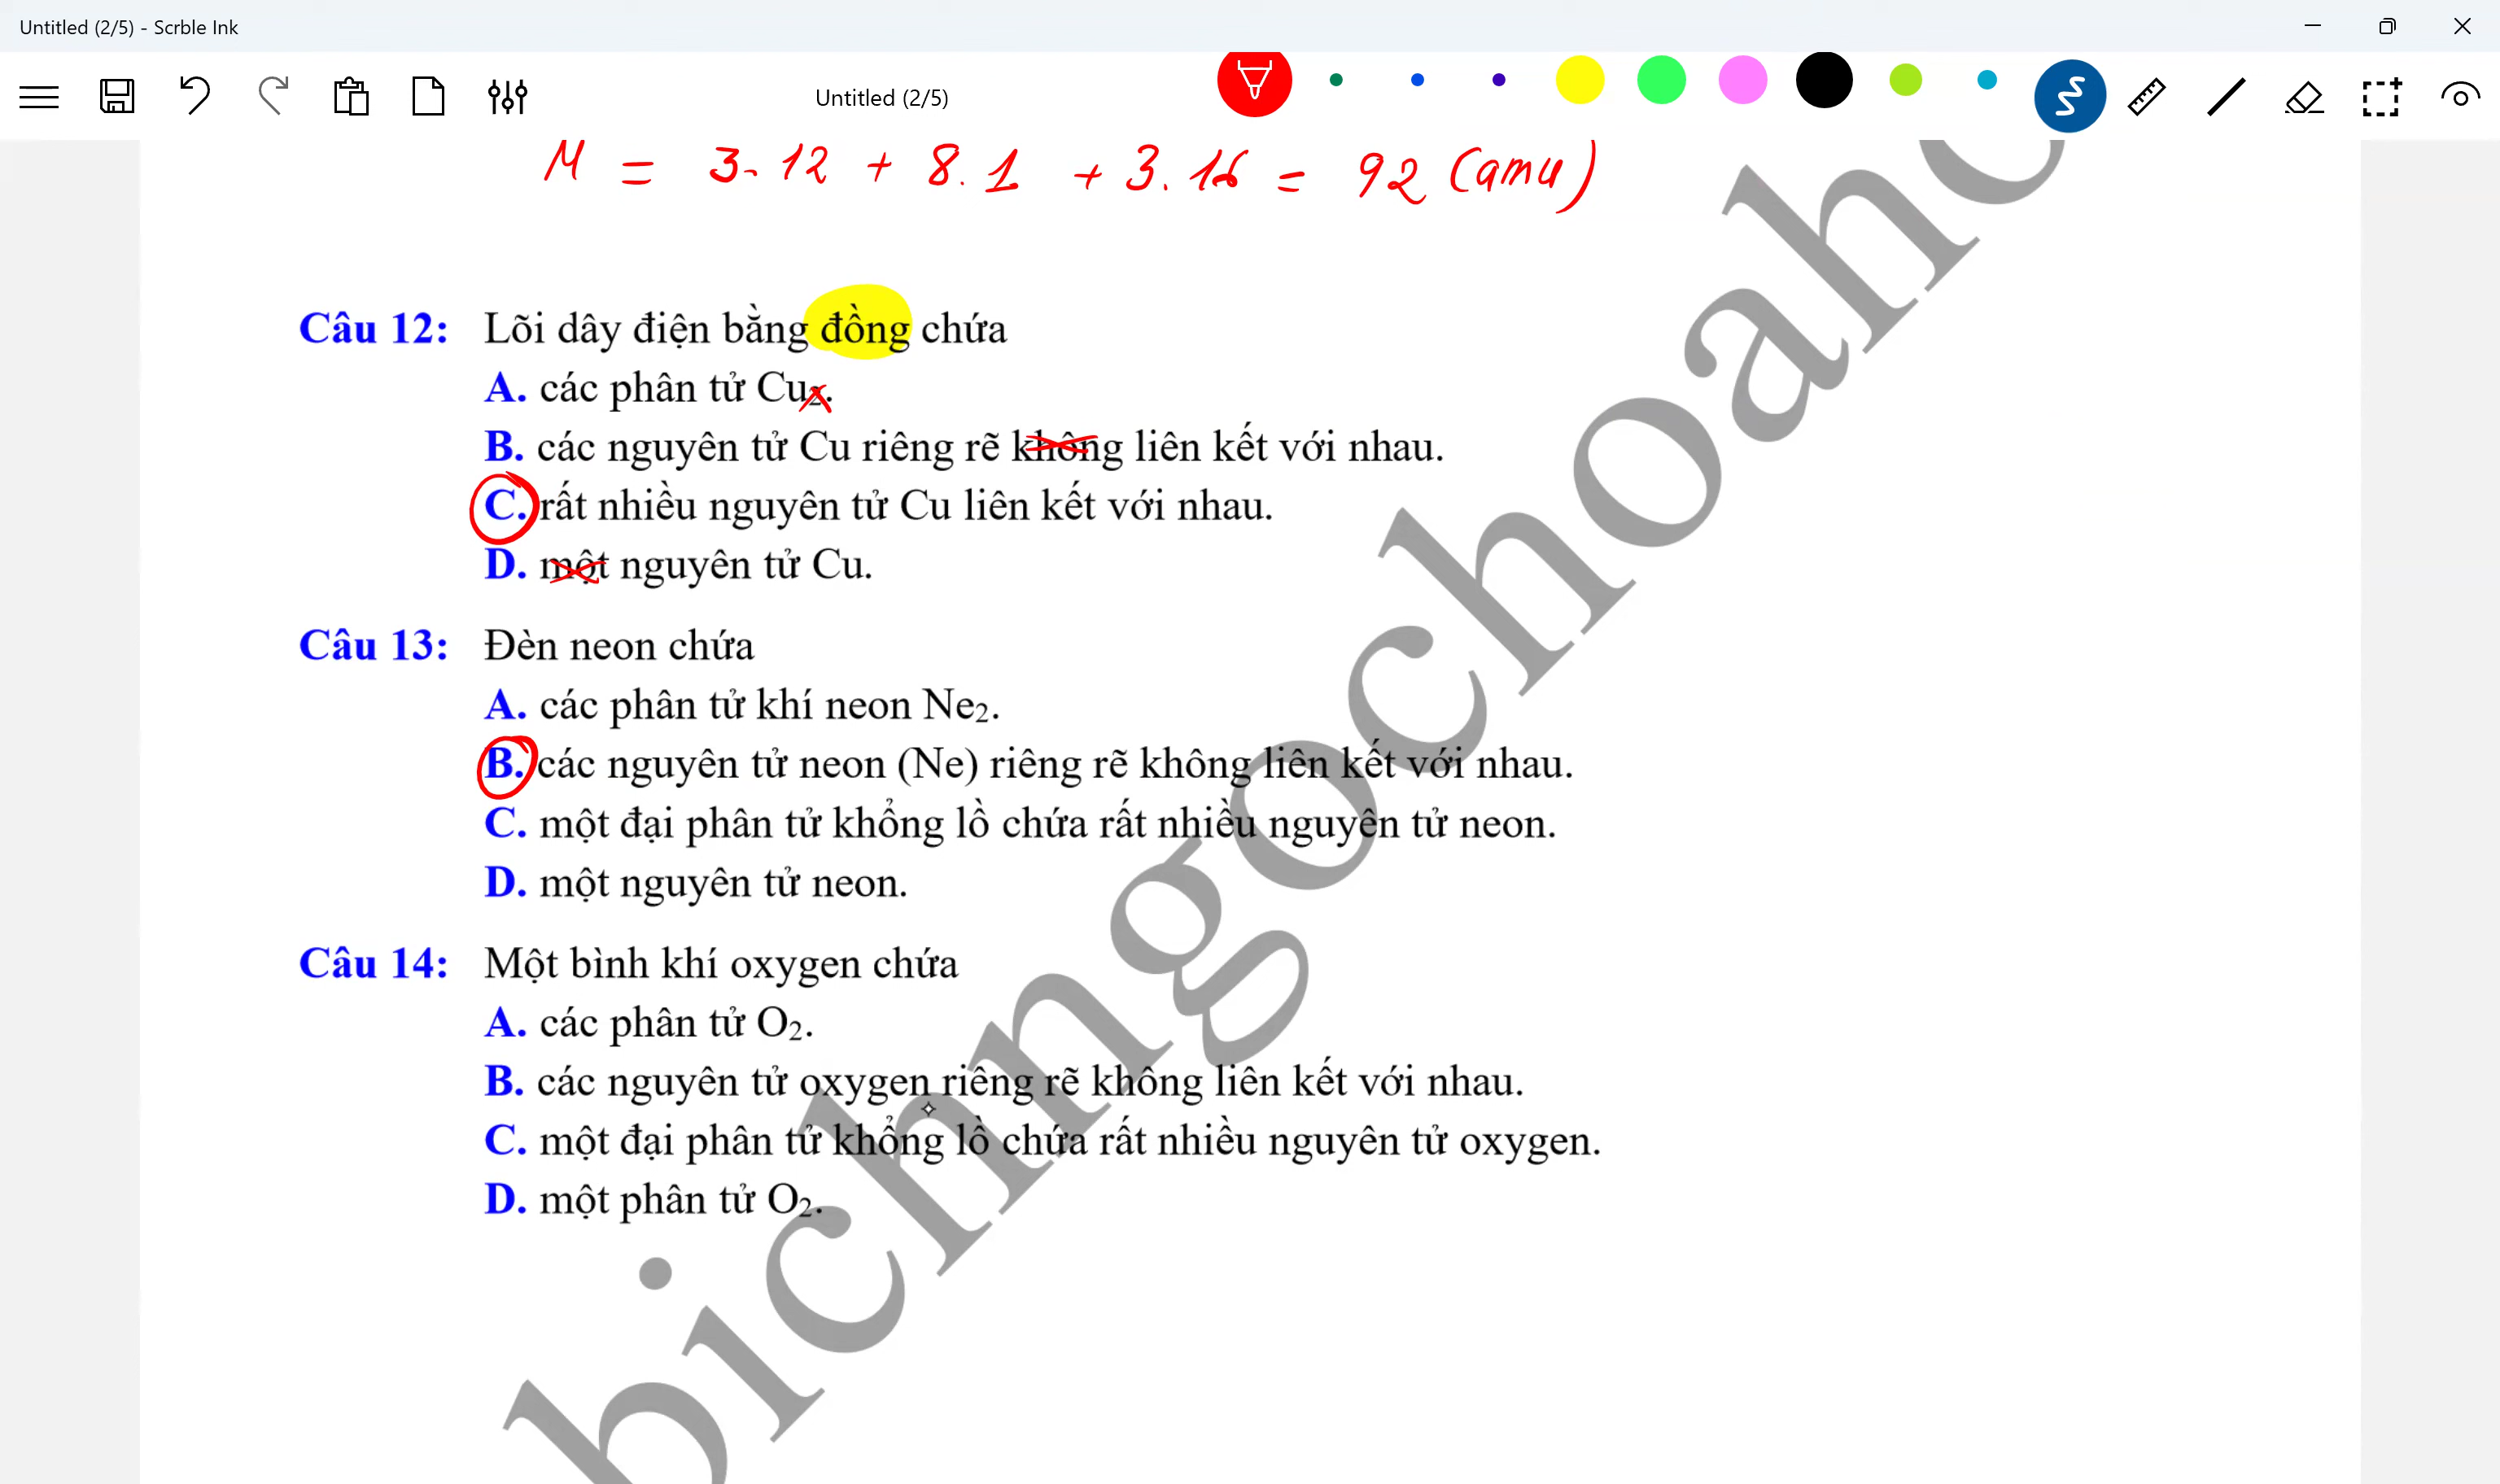 Untitled (2/5) - Scrble Ink
Untitled (2/5)
M = 3.12 + 8.1 + 3.16 = 92 (amu)
Câu 12: Lõi dây điện bằng đồng chứa
A. các phân tử Cu₂.
B. các nguyên tử Cu riêng rẽ không liên kết với nhau.
C. rất nhiều nguyên tử Cu liên kết với nhau.
D. một nguyên tử Cu.
Câu 13: Đèn neon chứa
A. các phân tử khí neon Ne₂.
B. các nguyên tử neon (Ne) riêng rẽ không liên kết với nhau.
C. một đại phân tử khổng lồ chứa rất nhiều nguyên tử neon.
D. một nguyên tử neon.
Câu 14: Một bình khí oxygen chứa
A. các phân tử O₂.
B. các nguyên tử oxygen riêng rẽ không liên kết với nhau.
C. một đại phân tử khổng lồ chứa rất nhiều nguyên tử oxygen.
D. một phân tử O₂.
bichngochoaho